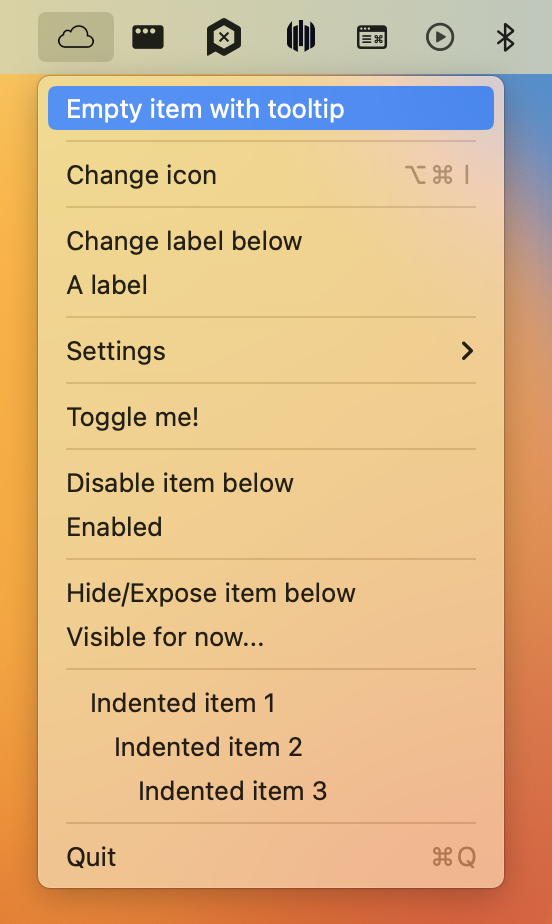 Empty item with tooltip
Change icon ⌥⌘ I
Change label below
A label
Settings
Toggle me!
Disable item below
Enabled
Hide/Expose item below
Visible for now...
Indented item 1
Indented item 2
Indented item 3
Quit ⌘Q